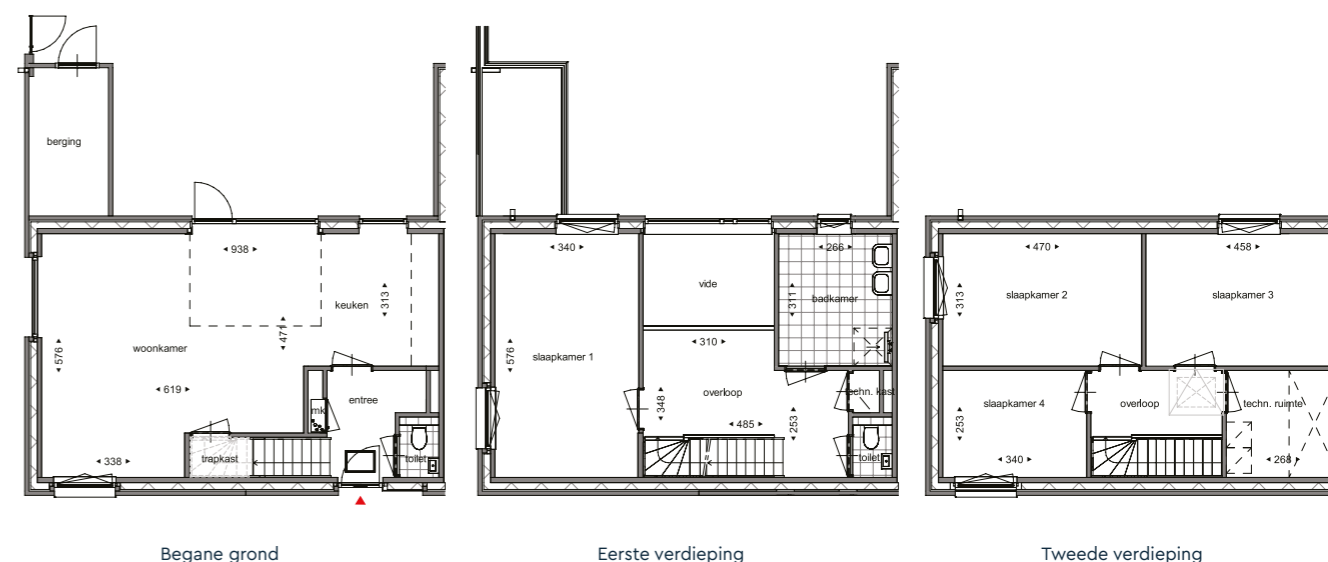 berging
938
keuken
313
471
woonkamer
576
619
entree
mk
trapkast
toilet
338
Begane grond
340
266
vide
badkamer
311
310
slaapkamer 1
576
overloop
techn. kast
348
485
253
toilet
Eerste verdieping
470
458
slaapkamer 2
313
slaapkamer 3
slaapkamer 4
overloop
techn. ruimte
253
340
268
Tweede verdieping